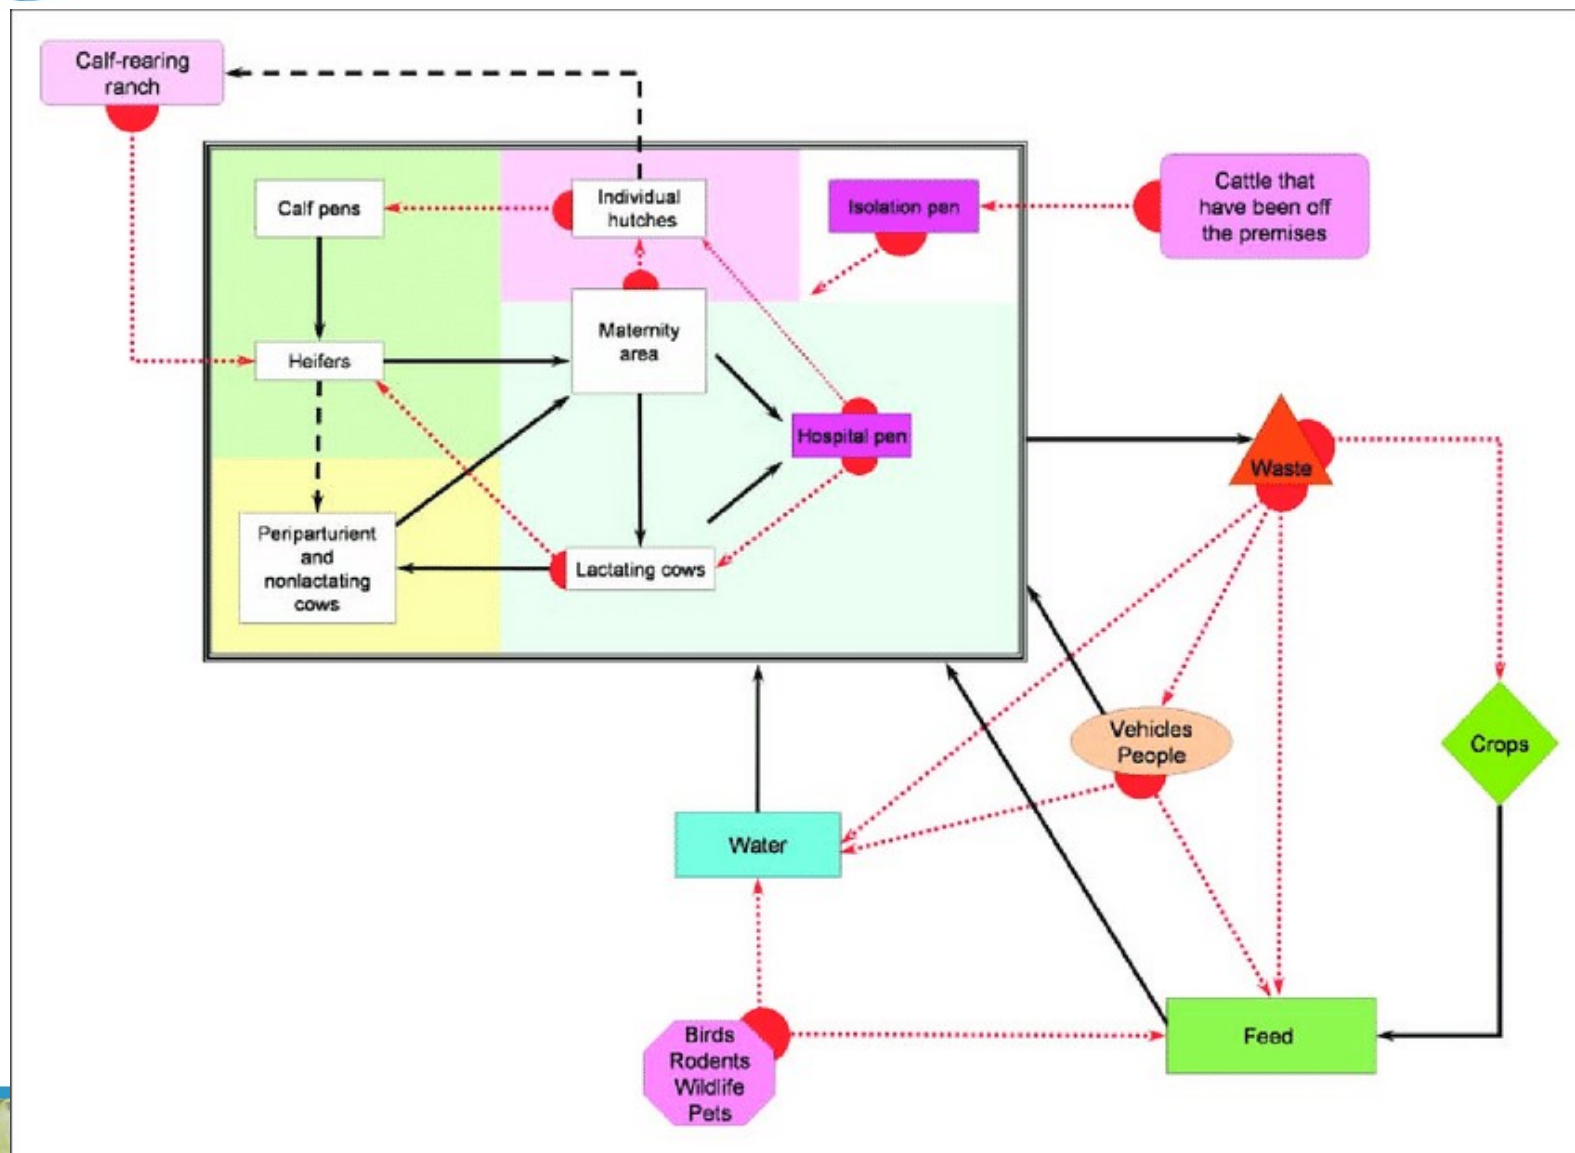 Calf-rearing
ranch
Calf pens
Individual
hutches
Isolation pen
Cattle that
have been off
the premises
Heifers
Maternity
area
Hospital pen
Waste
Periparturient
and
nonlactating
cows
Lactating cows
Vehicles
People
Crops
Water
Birds
Rodents
Wildlife
Pets
Feed